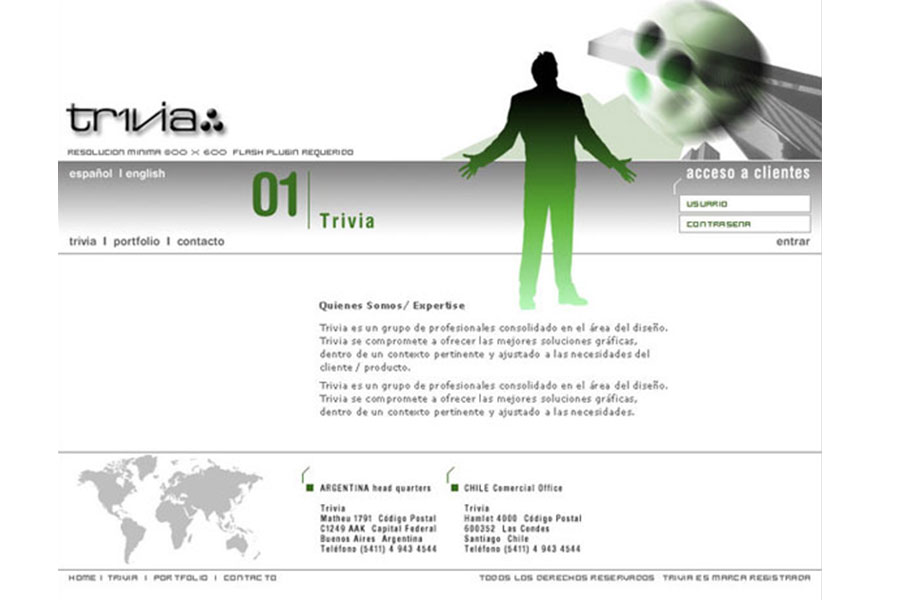 tr1via
RESOLUCION MINIMA 800 X 600 FLASH PLUGIN REQUERIDO
español I english
01
Trivia
acceso a clientes
USUARIO
CONTRASENA
entrar
trivia I portfolio I contacto
Quienes Somos/ Expertise
Trivia es un grupo de profesionales consolidado en el área del diseño.
Trivia se compromete a ofrecer las mejores soluciones gráficas,
dentro de un contexto pertinente y ajustado a las necesidades del
cliente / producto.
Trivia es un grupo de profesionales consolidado en el área del diseño.
Trivia se compromete a ofrecer las mejores soluciones gráficas,
dentro de un contexto pertinente y ajustado a las necesidades.
ARGENTINA head quarters
Trivia
Matheu 1791 Código Postal
C1249 AAK Capital Federal
Buenos Aires Argentina
Teléfono (5411) 4 943 4544
CHILE Comercial Office
Trivia
Hamlet 4000 Código Postal
600352 Las Condes
Santiago Chile
Teléfono (5411) 4 943 4544
HOME I TRIVIA I PORTFOLIO I CONTACTO
TODOS LOS DERECHOS RESERVADOS TRIVIA ES MARCA REGISTRADA